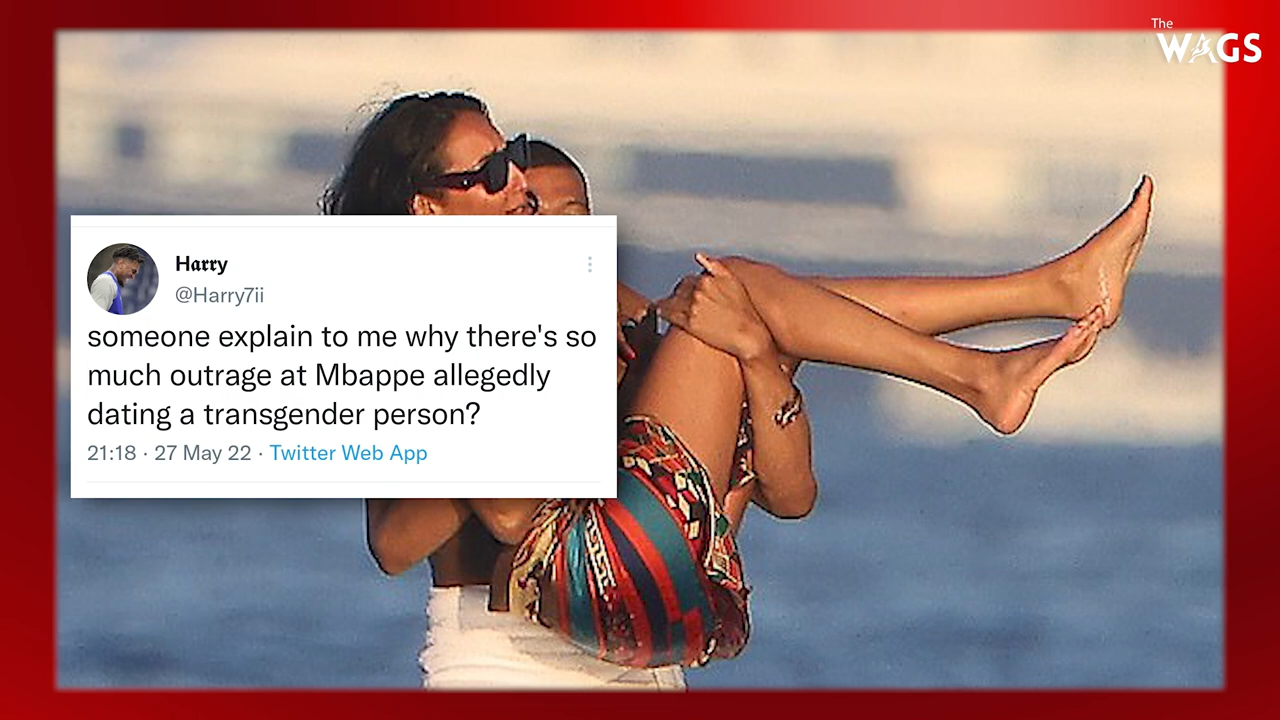 The
WAGS
Harry
@Harry7ii
someone explain to me why there's so
much outrage at Mbappe allegedly
dating a transgender person?
21:18 · 27 May 22 · Twitter Web App